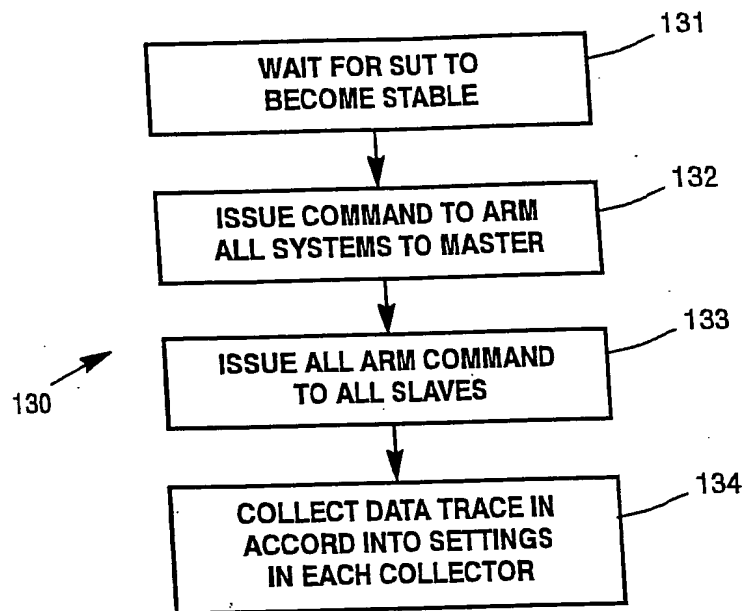 131
WAIT FOR SUT TO
BECOME STABLE
132
ISSUE COMMAND TO ARM
ALL SYSTEMS TO MASTER
133
ISSUE ALL ARM COMMAND
TO ALL SLAVES
130
134
COLLECT DATA TRACE IN
ACCORD INTO SETTINGS
IN EACH COLLECTOR